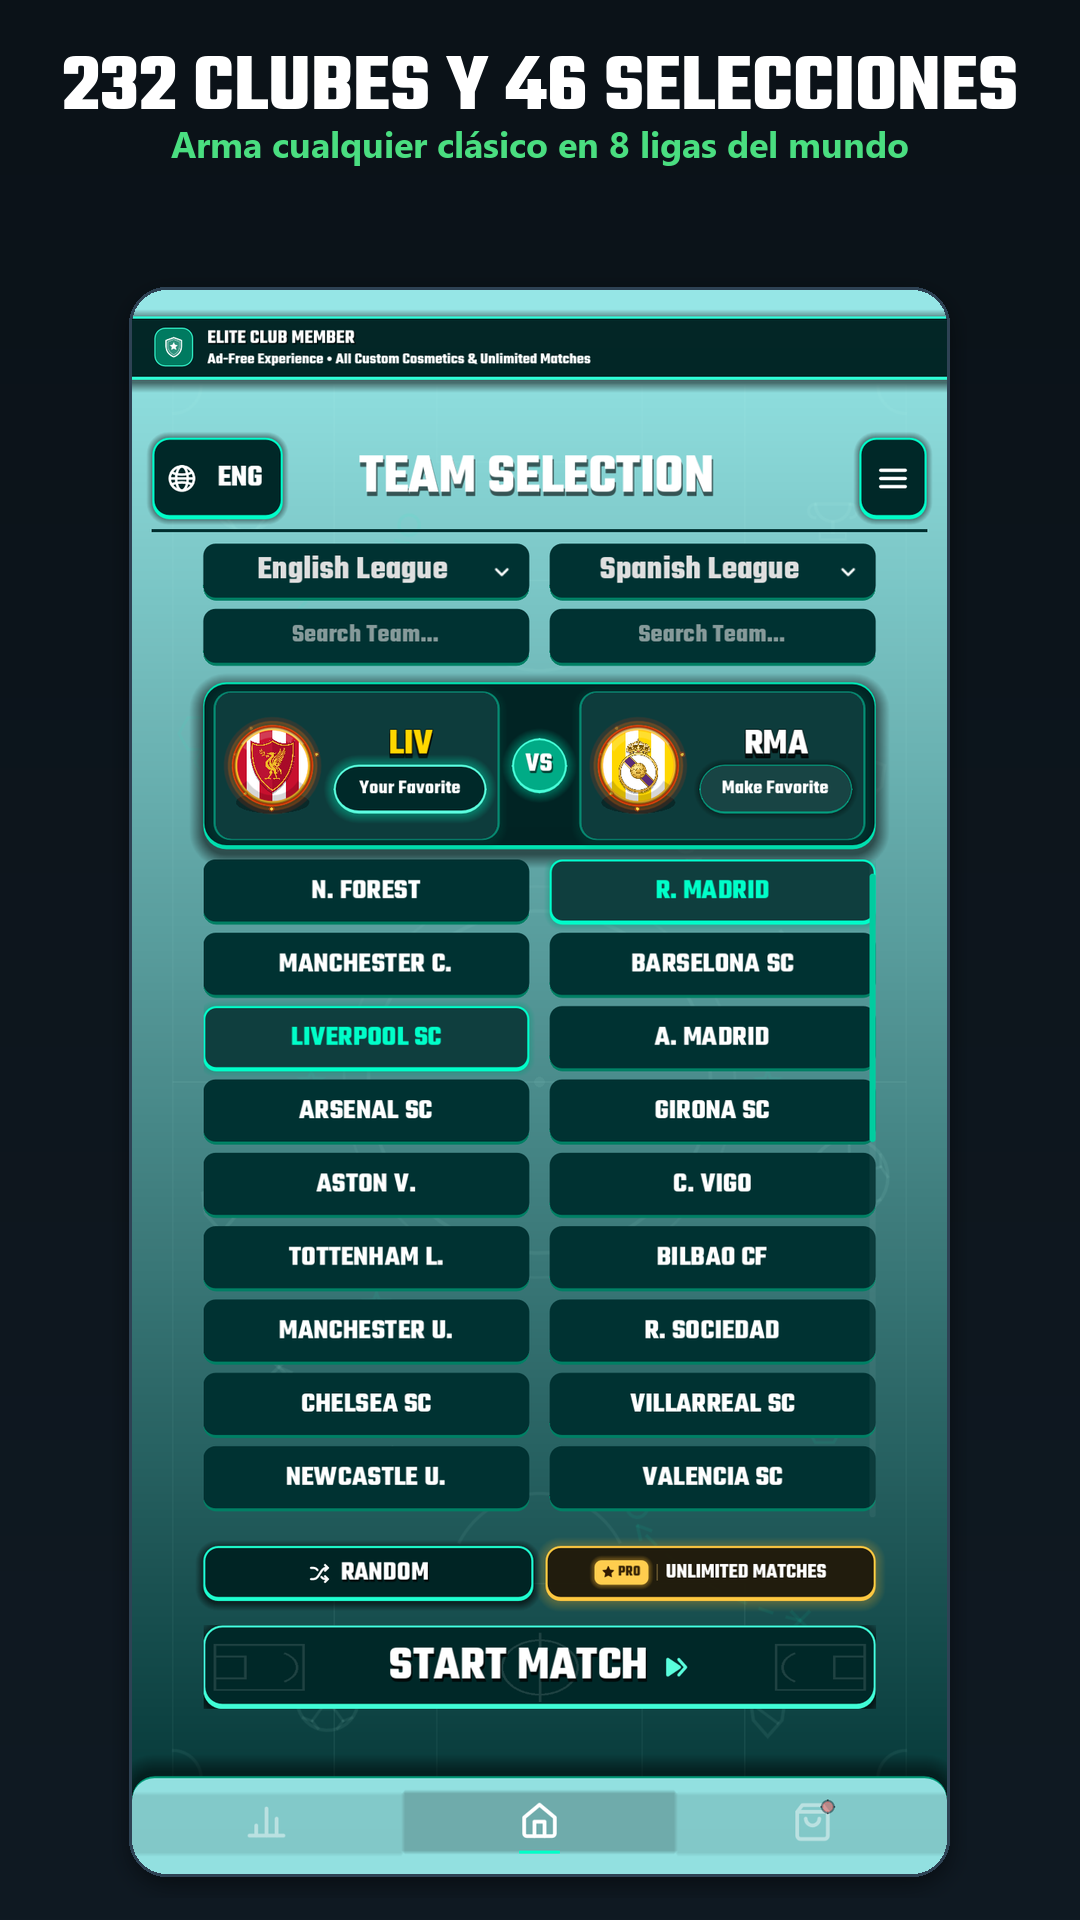 232 CLUBES Y 46 SELECCIONES
Arma cualquier clásico en 8 ligas del mundo
ELITE CLUB MEMBER
Ad-Free Experience • All Custom Cosmetics & Unlimited Matches
ENG
TEAM SELECTION
English League
Spanish League
Search Team...
Search Team...
LIV
Your Favorite
VS
RMA
Make Favorite
N. FOREST
R. MADRID
MANCHESTER C.
BARSELONA SC
LIVERPOOL SC
A. MADRID
ARSENAL SC
GIRONA SC
ASTON V.
C. VIGO
TOTTENHAM L.
BILBAO CF
MANCHESTER U.
R. SOCIEDAD
CHELSEA SC
VILLARREAL SC
NEWCASTLE U.
VALENCIA SC
RANDOM
PRO | UNLIMITED MATCHES
START MATCH